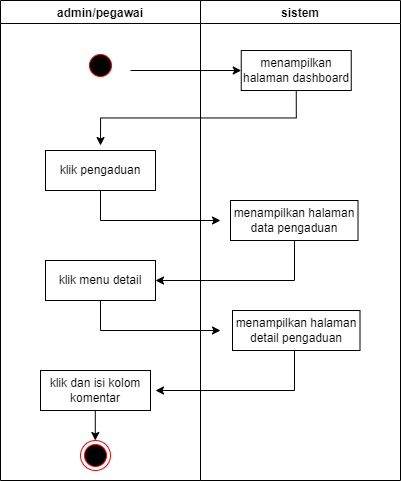 admin/pegawai
sistem
menampilkan
halaman dashboard
klik pengaduan
menampilkan halaman
data pengaduan
klik menu detail
menampilkan halaman
detail pengaduan
klik dan isi kolom
komentar